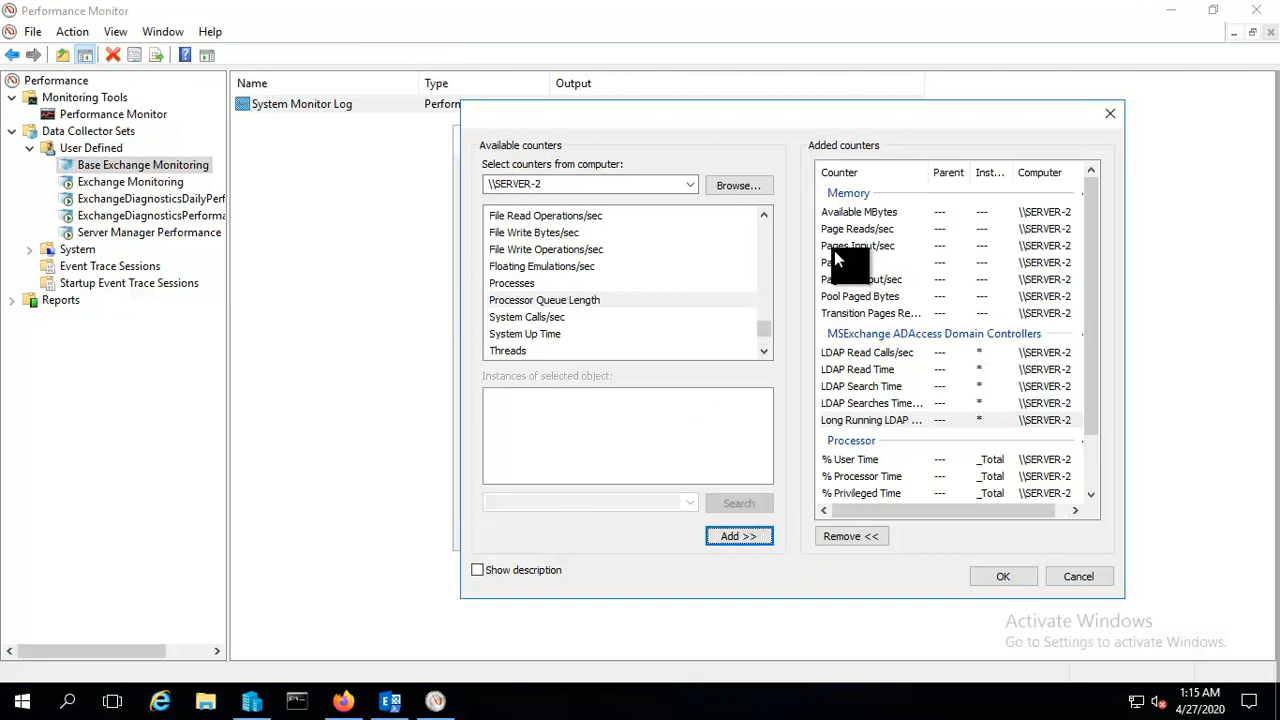 Performance Monitor
File Action View Window Help
Performance
Monitoring Tools
Performance Monitor
Data Collector Sets
User Defined
Base Exchange Monitoring
Exchange Monitoring
ExchangeDiagnosticsDailyPerf
ExchangeDiagnosticsPerforma
Server Manager Performance
System
Event Trace Sessions
Startup Event Trace Sessions
Reports
Name Type Output
System Monitor Log Perforn
Available counters
Select counters from computer:
\\SERVER-2
Browse...
File Read Operations/sec
File Write Bytes/sec
File Write Operations/sec
Floating Emulations/sec
Processes
Processor Queue Length
System Calls/sec
System Up Time
Threads
Instances of selected object:
Search
Add >>
Show description
Added counters
Counter Parent Inst... Computer
Memory
Available MBytes --- --- \\SERVER-2
Page Reads/sec --- --- \\SERVER-2
Pages Input/sec --- --- \\SERVER-2
--- --- \\SERVER-2
--- --- \\SERVER-2
Pool Paged Bytes --- --- \\SERVER-2
Transition Pages Re... --- --- \\SERVER-2
MSExchange ADAccess Domain Controllers
LDAP Read Calls/sec --- * \\SERVER-2
LDAP Read Time --- * \\SERVER-2
LDAP Search Time --- * \\SERVER-2
LDAP Searches Time... --- * \\SERVER-2
Long Running LDAP ... --- * \\SERVER-2
Processor
% User Time --- _Total \\SERVER-2
% Processor Time --- _Total \\SERVER-2
% Privileged Time --- _Total \\SERVER-2
Remove <<
OK Cancel
Activate Windows
Go to Settings to activate Windows.
1:15 AM
4/27/2020